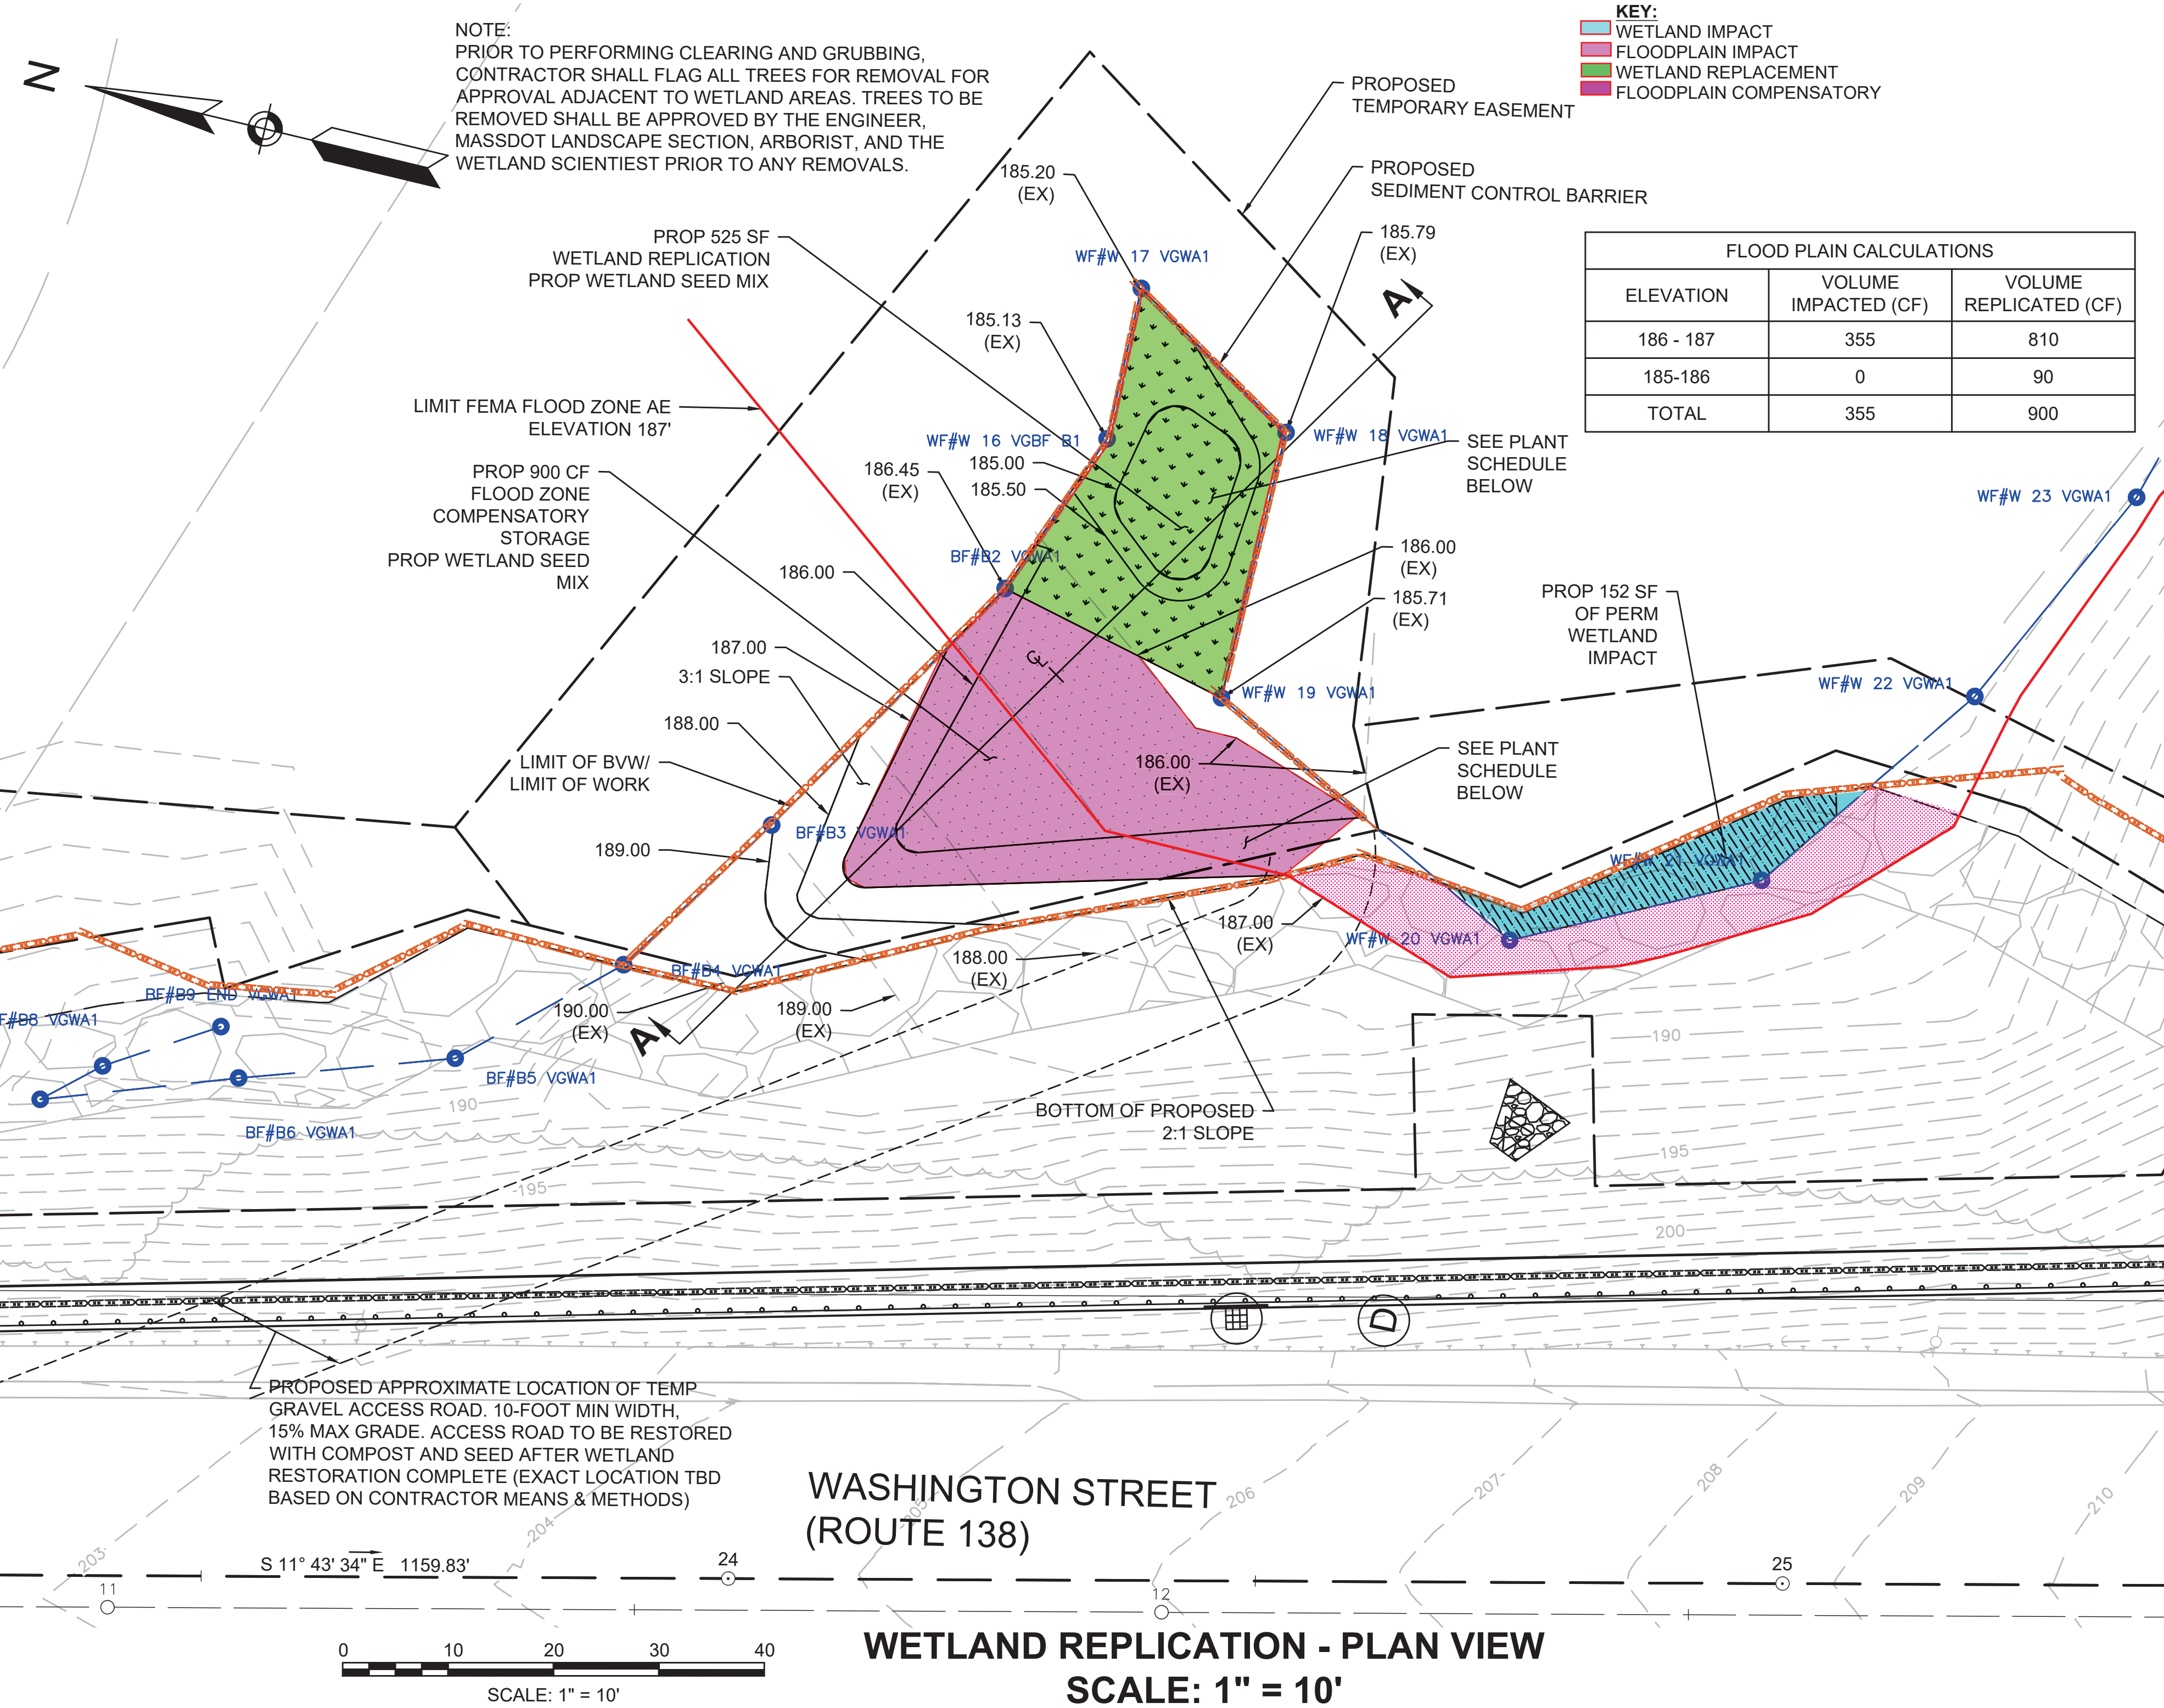 KEY:
WETLAND IMPACT
FLOODPLAIN IMPACT
WETLAND REPLACEMENT
FLOODPLAIN COMPENSATORY
N
NOTE:
PRIOR TO PERFORMING CLEARING AND GRUBBING,
CONTRACTOR SHALL FLAG ALL TREES FOR REMOVAL FOR
APPROVAL ADJACENT TO WETLAND AREAS. TREES TO BE
REMOVED SHALL BE APPROVED BY THE ENGINEER,
MASSDOT LANDSCAPE SECTION, ARBORIST, AND THE
WETLAND SCIENTIEST PRIOR TO ANY REMOVALS.
PROPOSED
TEMPORARY EASEMENT
PROPOSED
SEDIMENT CONTROL BARRIER
185.20
(EX)
185.79
(EX)
WF#W 17 VGWA1
PROP 525 SF
WETLAND REPLICATION
PROP WETLAND SEED MIX
FLOOD PLAIN CALCULATIONS
ELEVATION
VOLUME
IMPACTED (CF)
VOLUME
REPLICATED (CF)
186 - 187
355
810
185-186
0
90
TOTAL
355
900
A
185.13
(EX)
LIMIT FEMA FLOOD ZONE AE
ELEVATION 187'
WF#W 16 VGBF B1
WF#W 18 VGWA1
SEE PLANT
SCHEDULE
BELOW
185.00
185.50
186.45
(EX)
PROP 900 CF
FLOOD ZONE
COMPENSATORY
STORAGE
PROP WETLAND SEED
MIX
WF#W 23 VGWA1
BF#B2 VGWA1
186.00
186.00
(EX)
185.71
(EX)
PROP 152 SF
OF PERM
WETLAND
IMPACT
187.00
3:1 SLOPE
188.00
CL
WF#W 19 VGWA1
WF#W 22 VGWA1
LIMIT OF BVW/
LIMIT OF WORK
186.00
(EX)
SEE PLANT
SCHEDULE
BELOW
BF#B3 VGWA1
189.00
WF#W 21 VGWA1
187.00
(EX)
WF#W 20 VGWA1
188.00
(EX)
BF#B4 VGWA1
BF#B9 END VGWA1
F#B8 VGWA1
190.00
(EX)
189.00
(EX)
A
190
BF#B5 VGWA1
190
BF#B6 VGWA1
BOTTOM OF PROPOSED
2:1 SLOPE
195
195
200
D
PROPOSED APPROXIMATE LOCATION OF TEMP
GRAVEL ACCESS ROAD. 10-FOOT MIN WIDTH,
15% MAX GRADE. ACCESS ROAD TO BE RESTORED
WITH COMPOST AND SEED AFTER WETLAND
RESTORATION COMPLETE (EXACT LOCATION TBD
BASED ON CONTRACTOR MEANS & METHODS)
WASHINGTON STREET
(ROUTE 138)
203
204
205
206
207
208
209
210
S 11° 43' 34" E   1159.83'
24
25
11
12
0 10 20 30 40
SCALE: 1" = 10'
WETLAND REPLICATION - PLAN VIEW
SCALE: 1" = 10'